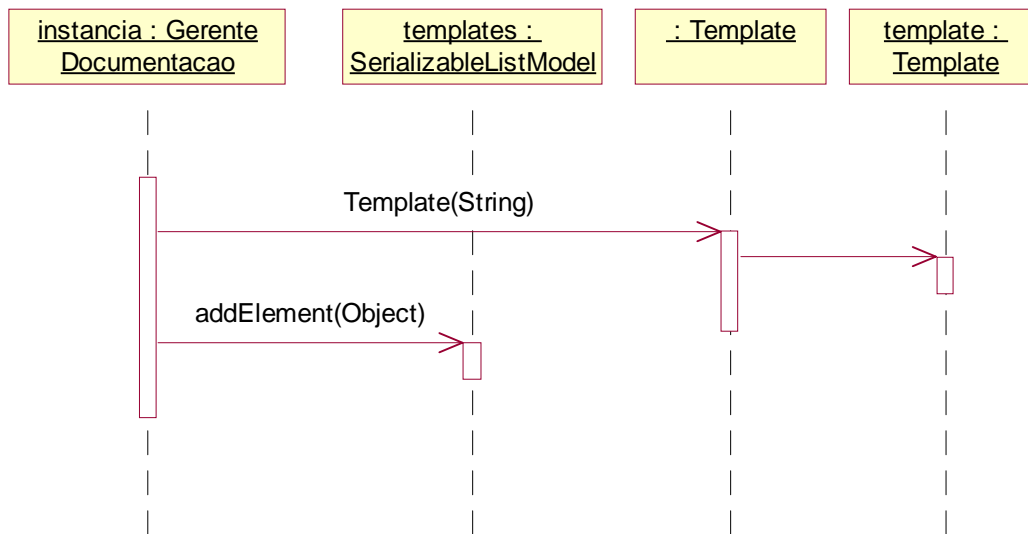 instancia : Gerente
Documentacao
templates :
SerializableListModel
: Template
template :
Template
Template(String)
addElement(Object)